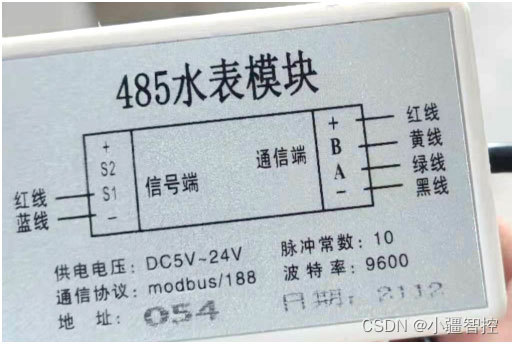 485水表模块
+
S2
S1
-
红线
蓝线
信号端
通信端
+
B
A
-
红线
黄线
绿线
黑线
供电电压: DC5V~24V
脉冲常数: 10
通信协议: modbus/188
波特率: 9600
地 址: 054
日期: 2112
CSDN @小疆智控